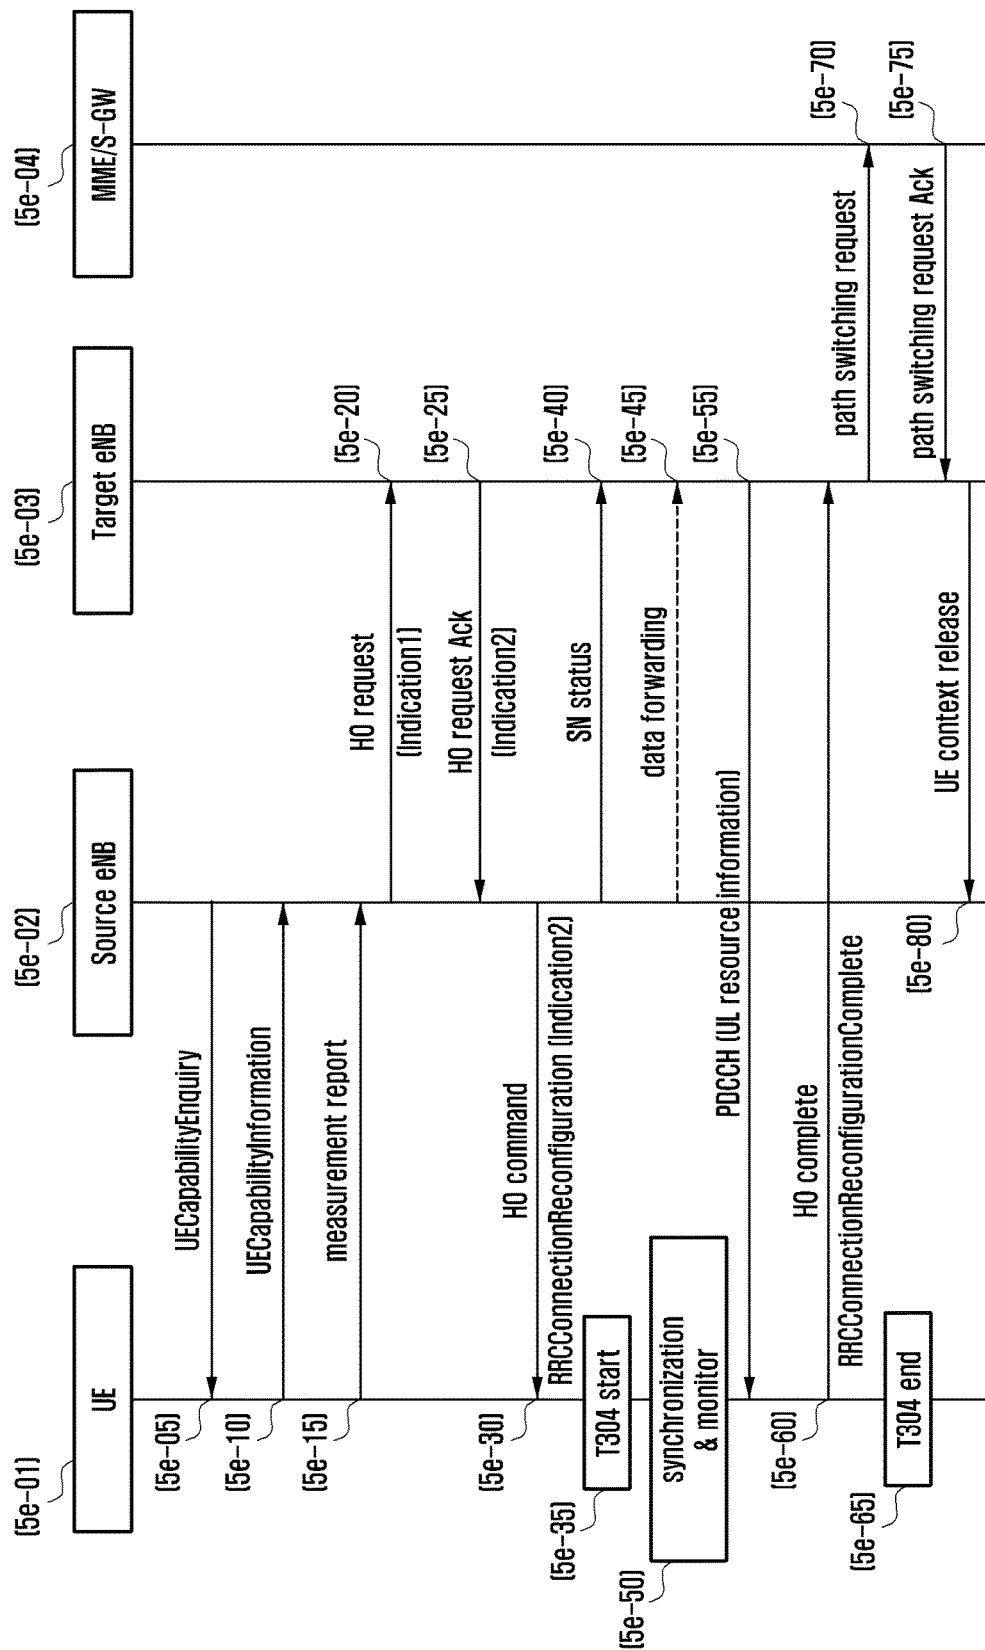 (5e-01)
(5e-02)
(5e-03)
(5e-04)
UE
Source eNB
Target eNB
MME/S-GW
(5e-05)
UECapabilityEnquiry
(5e-10)
UECapabilityInformation
(5e-15)
measurement report
HO request
(Indication1)
(5e-20)
HO request Ack
(Indication2)
(5e-25)
(5e-30)
HO command
RRCConnectionReconfiguration (Indication2)
(5e-35)
T304 start
SN status
(5e-40)
data forwarding
(5e-45)
(5e-50)
synchronization
& monitor
PDCCH (UL resource information)
(5e-55)
(5e-60)
HO complete
RRCConnectionReconfigurationComplete
(5e-65)
T304 end
path switching request
(5e-70)
path switching request Ack
(5e-75)
UE context release
(5e-80)